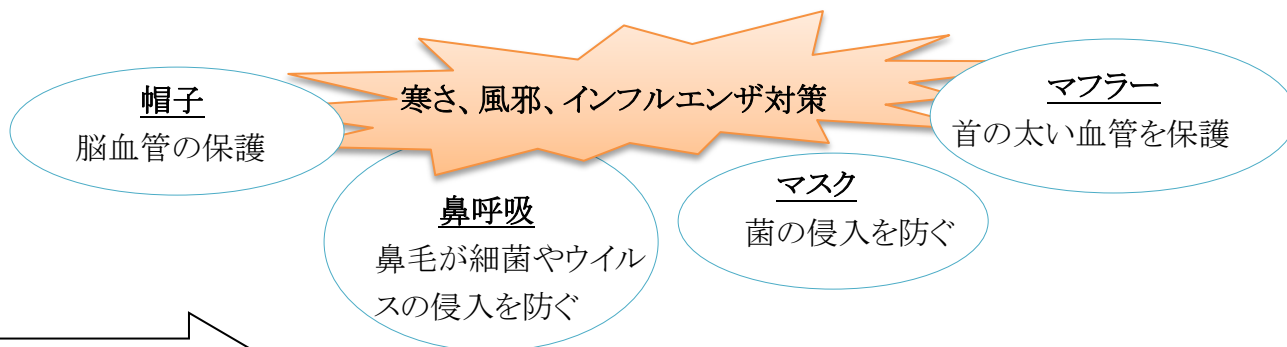 寒さ、風邪、インフルエンザ対策
帽子
脳血管の保護
鼻呼吸
鼻毛が細菌やウイル
スの侵入を防ぐ
マスク
菌の侵入を防ぐ
マフラー
首の太い血管を保護